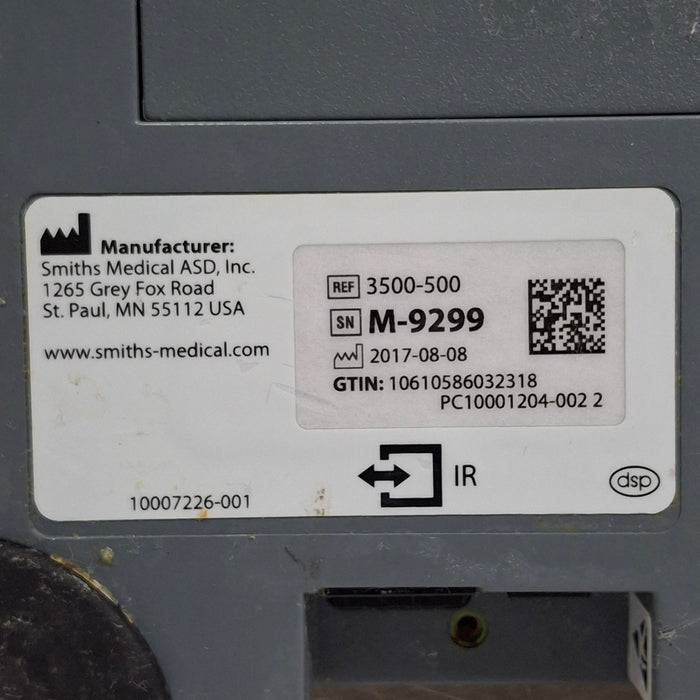 Manufacturer:
Smiths Medical ASD, Inc.
1265 Grey Fox Road
St. Paul, MN 55112 USA
www.smiths-medical.com
REF 3500-500
SN M-9299
2017-08-08
GTIN: 10610586032318
PC10001204-002 2
IR
dsp
10007226-001